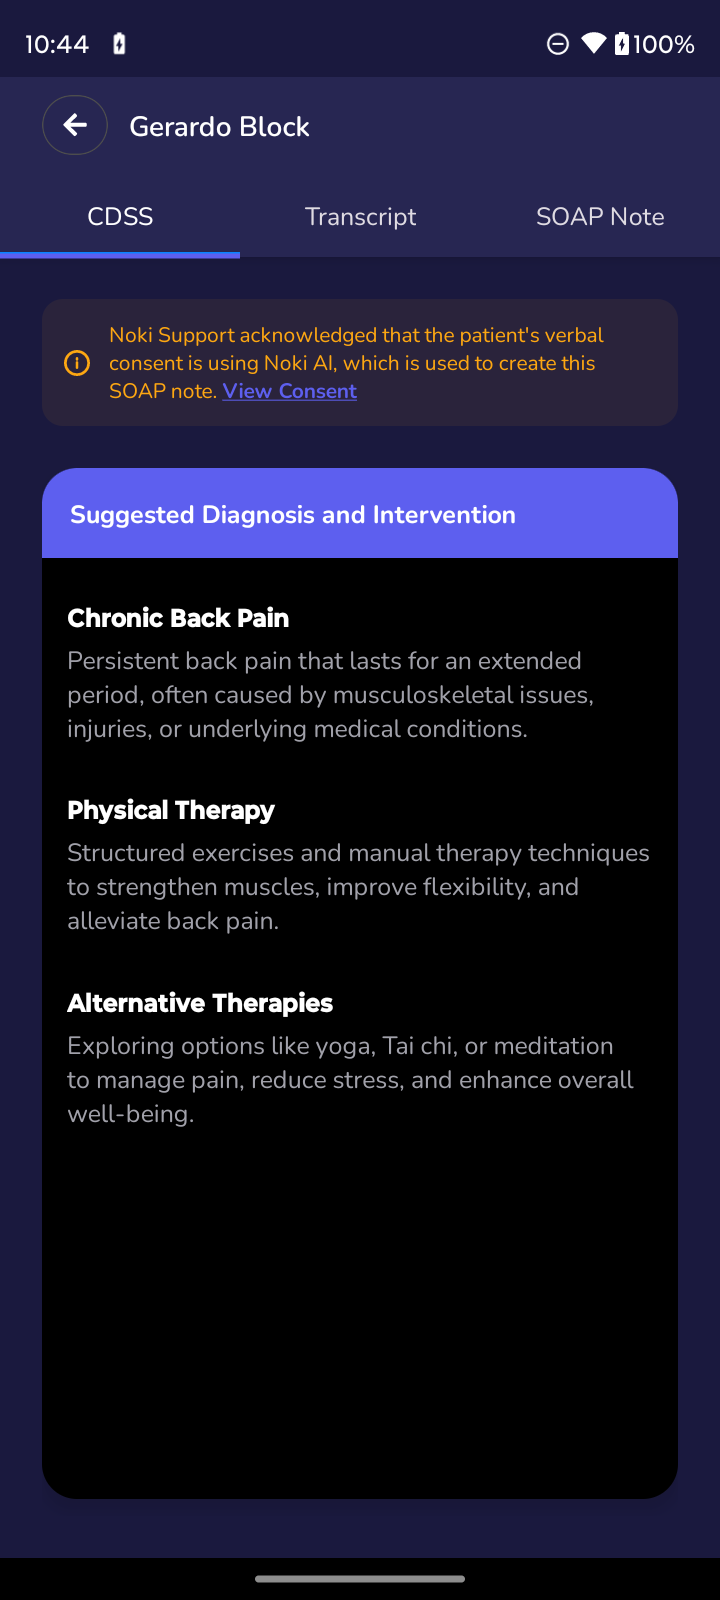 10:44
100%
Gerardo Block
CDSS
Transcript
SOAP Note
Noki Support acknowledged that the patient's verbal
consent is using Noki AI, which is used to create this
SOAP note. View Consent
Suggested Diagnosis and Intervention
Chronic Back Pain
Persistent back pain that lasts for an extended
period, often caused by musculoskeletal issues,
injuries, or underlying medical conditions.
Physical Therapy
Structured exercises and manual therapy techniques
to strengthen muscles, improve flexibility, and
alleviate back pain.
Alternative Therapies
Exploring options like yoga, Tai chi, or meditation
to manage pain, reduce stress, and enhance overall
well-being.